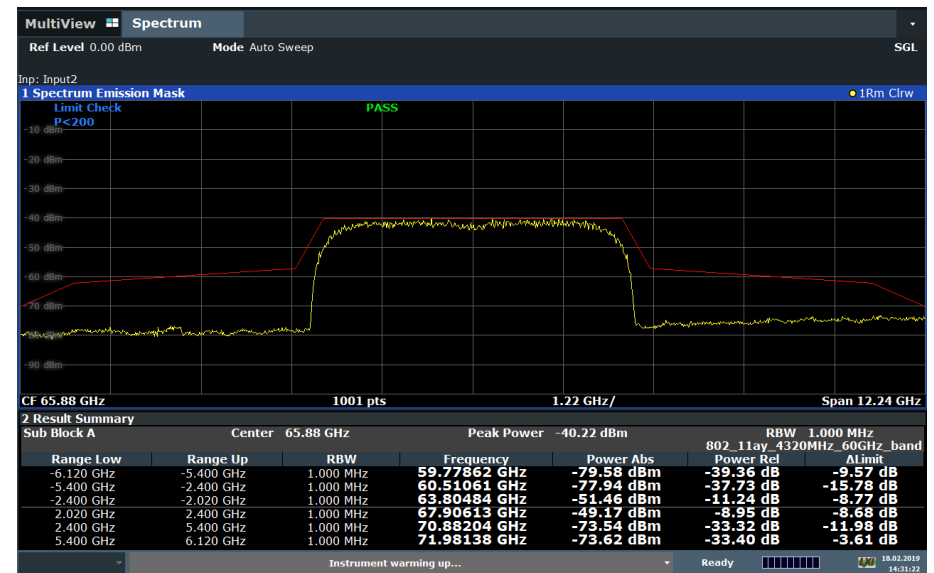 MultiView Spectrum
Ref Level 0.00 dBm Mode Auto Sweep SGL
Inp: Input2
1 Spectrum Emission Mask 1Rm Clrw
Limit Check PASS
P<200
-10 dBm
-20 dBm
-30 dBm
-40 dBm
-50 dBm
-60 dBm
-70 dBm
-90 dBm
CF 65.88 GHz 1001 pts 1.22 GHz/ Span 12.24 GHz
2 Result Summary
Sub Block A Center 65.88 GHz Peak Power -40.22 dBm RBW 1.000 MHz
802_11ay_4320MHz_60GHz_band
Range Low Range Up RBW Frequency Power Abs Power Rel ΔLimit
-6.120 GHz -5.400 GHz 1.000 MHz 59.77862 GHz -79.58 dBm -39.36 dB -9.57 dB
-5.400 GHz -2.400 GHz 1.000 MHz 60.51061 GHz -77.94 dBm -37.73 dB -15.78 dB
-2.400 GHz -2.020 GHz 1.000 MHz 63.80484 GHz -51.46 dBm -11.24 dB -8.77 dB
2.020 GHz 2.400 GHz 1.000 MHz 67.90613 GHz -49.17 dBm -8.95 dB -8.68 dB
2.400 GHz 5.400 GHz 1.000 MHz 70.88204 GHz -73.54 dBm -33.32 dB -11.98 dB
5.400 GHz 6.120 GHz 1.000 MHz 71.98138 GHz -73.62 dBm -33.40 dB -3.61 dB
Instrument warming up... Ready 18.02.2019
14:31:22